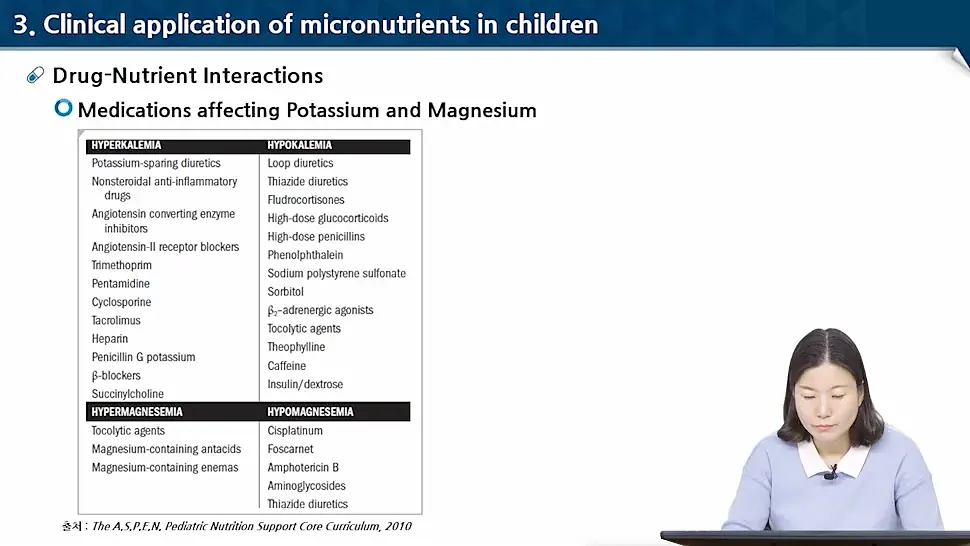 3. Clinical application of micronutrients in children
Drug-Nutrient Interactions
Medications affecting Potassium and Magnesium
HYPERKALEMIA
Potassium-sparing diuretics
Nonsteroidal anti-inflammatory
drugs
Angiotensin converting enzyme
inhibitors
Angiotensin-II receptor blockers
Trimethoprim
Pentamidine
Cyclosporine
Tacrolimus
Heparin
Penicillin G potassium
β-blockers
Succinylcholine
HYPOKALEMIA
Loop diuretics
Thiazide diuretics
Fludrocortisones
High-dose glucocorticoids
High-dose penicillins
Phenolphthalein
Sodium polystyrene sulfonate
Sorbitol
β₂-adrenergic agonists
Tocolytic agents
Theophylline
Caffeine
Insulin/dextrose
HYPERMAGNESEMIA
Tocolytic agents
Magnesium-containing antacids
Magnesium-containing enemas
HYPOMAGNESEMIA
Cisplatinum
Foscarnet
Amphotericin B
Aminoglycosides
Thiazide diuretics
출처 : The A.S.P.E.N. Pediatric Nutrition Support Core Curriculum, 2010